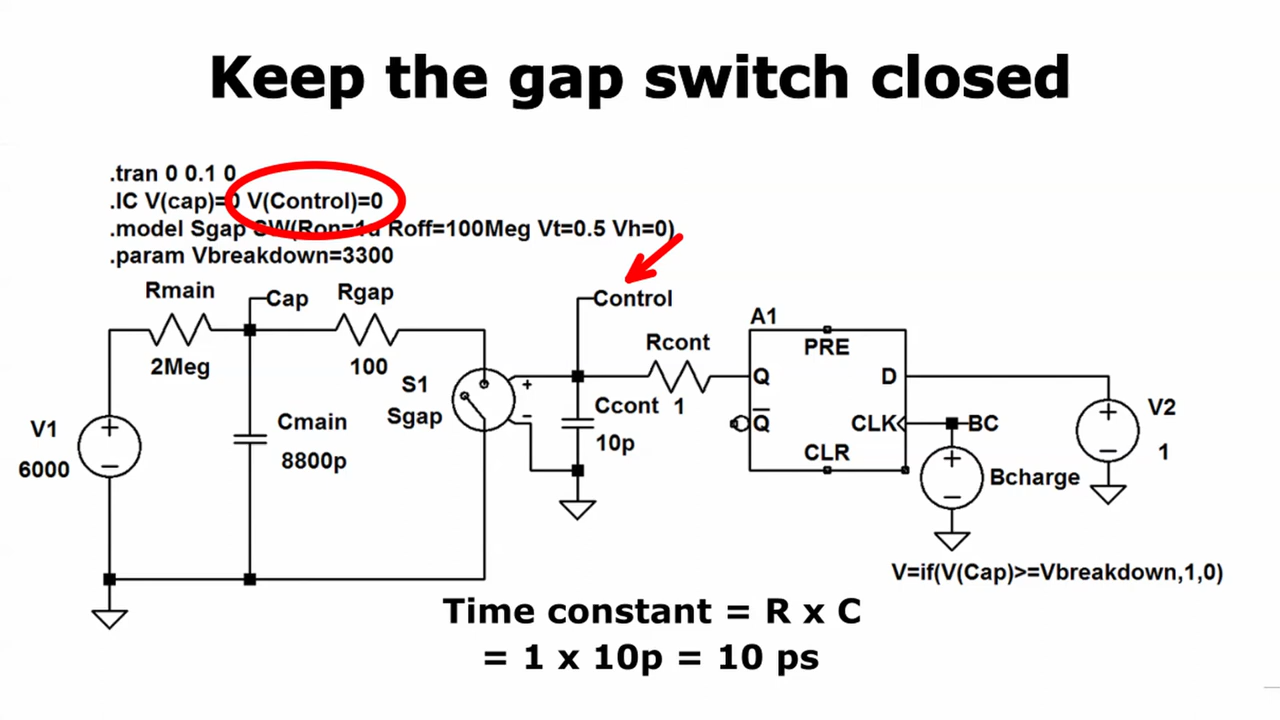 Keep the gap switch closed
.tran 0 0.1 0
.IC V(cap)=0 V(Control)=0
.model Sgap SW(Ron=1u Roff=100Meg Vt=0.5 Vh=0)
.param Vbreakdown=3300
Rmain
2Meg
Cap
Rgap
100
Control
Rcont
1
A1
PRE
Q
D
Q̅
CLK
BC
CLR
S1
Sgap
+
−
Ccont
10p
V1
6000
+
−
Cmain
8800p
V2
1
+
−
Bcharge
+
−
V=if(V(Cap)>=Vbreakdown,1,0)
Time constant = R x C
= 1 x 10p = 10 ps